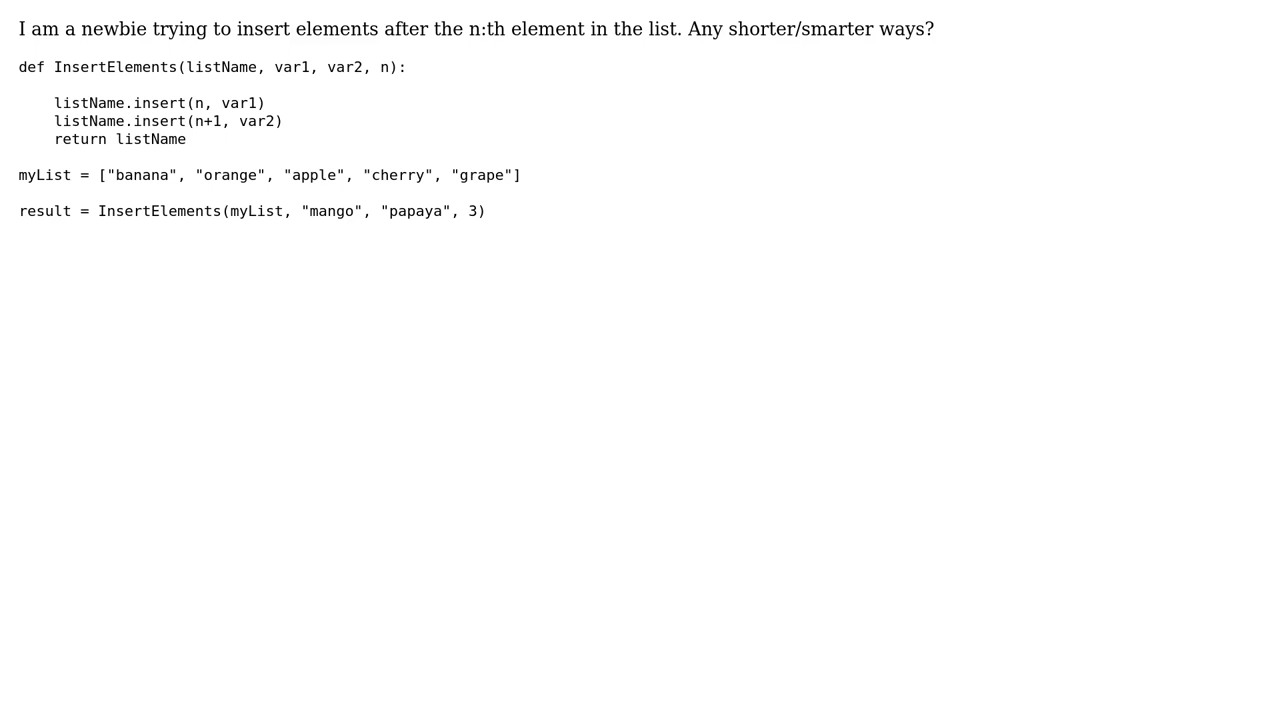 I am a newbie trying to insert elements after the n:th element in the list. Any shorter/smarter ways?
def InsertElements(listName, var1, var2, n):
    listName.insert(n, var1)
    listName.insert(n+1, var2)
    return listName
myList = ["banana", "orange", "apple", "cherry", "grape"]
result = InsertElements(myList, "mango", "papaya", 3)